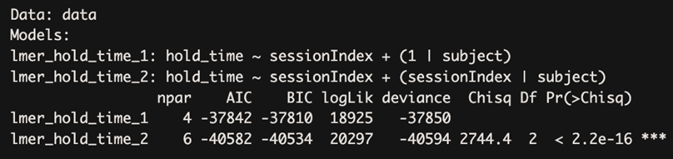 Data: data
Models:
lmer_hold_time_1: hold_time ~ sessionIndex + (1 | subject)
lmer_hold_time_2: hold_time ~ sessionIndex + (sessionIndex | subject)
npar AIC BIC logLik deviance Chisq Df Pr(>Chisq)
lmer_hold_time_1 4 -37842 -37810 18925 -37850
lmer_hold_time_2 6 -40582 -40534 20297 -40594 2744.4 2 < 2.2e-16 ***